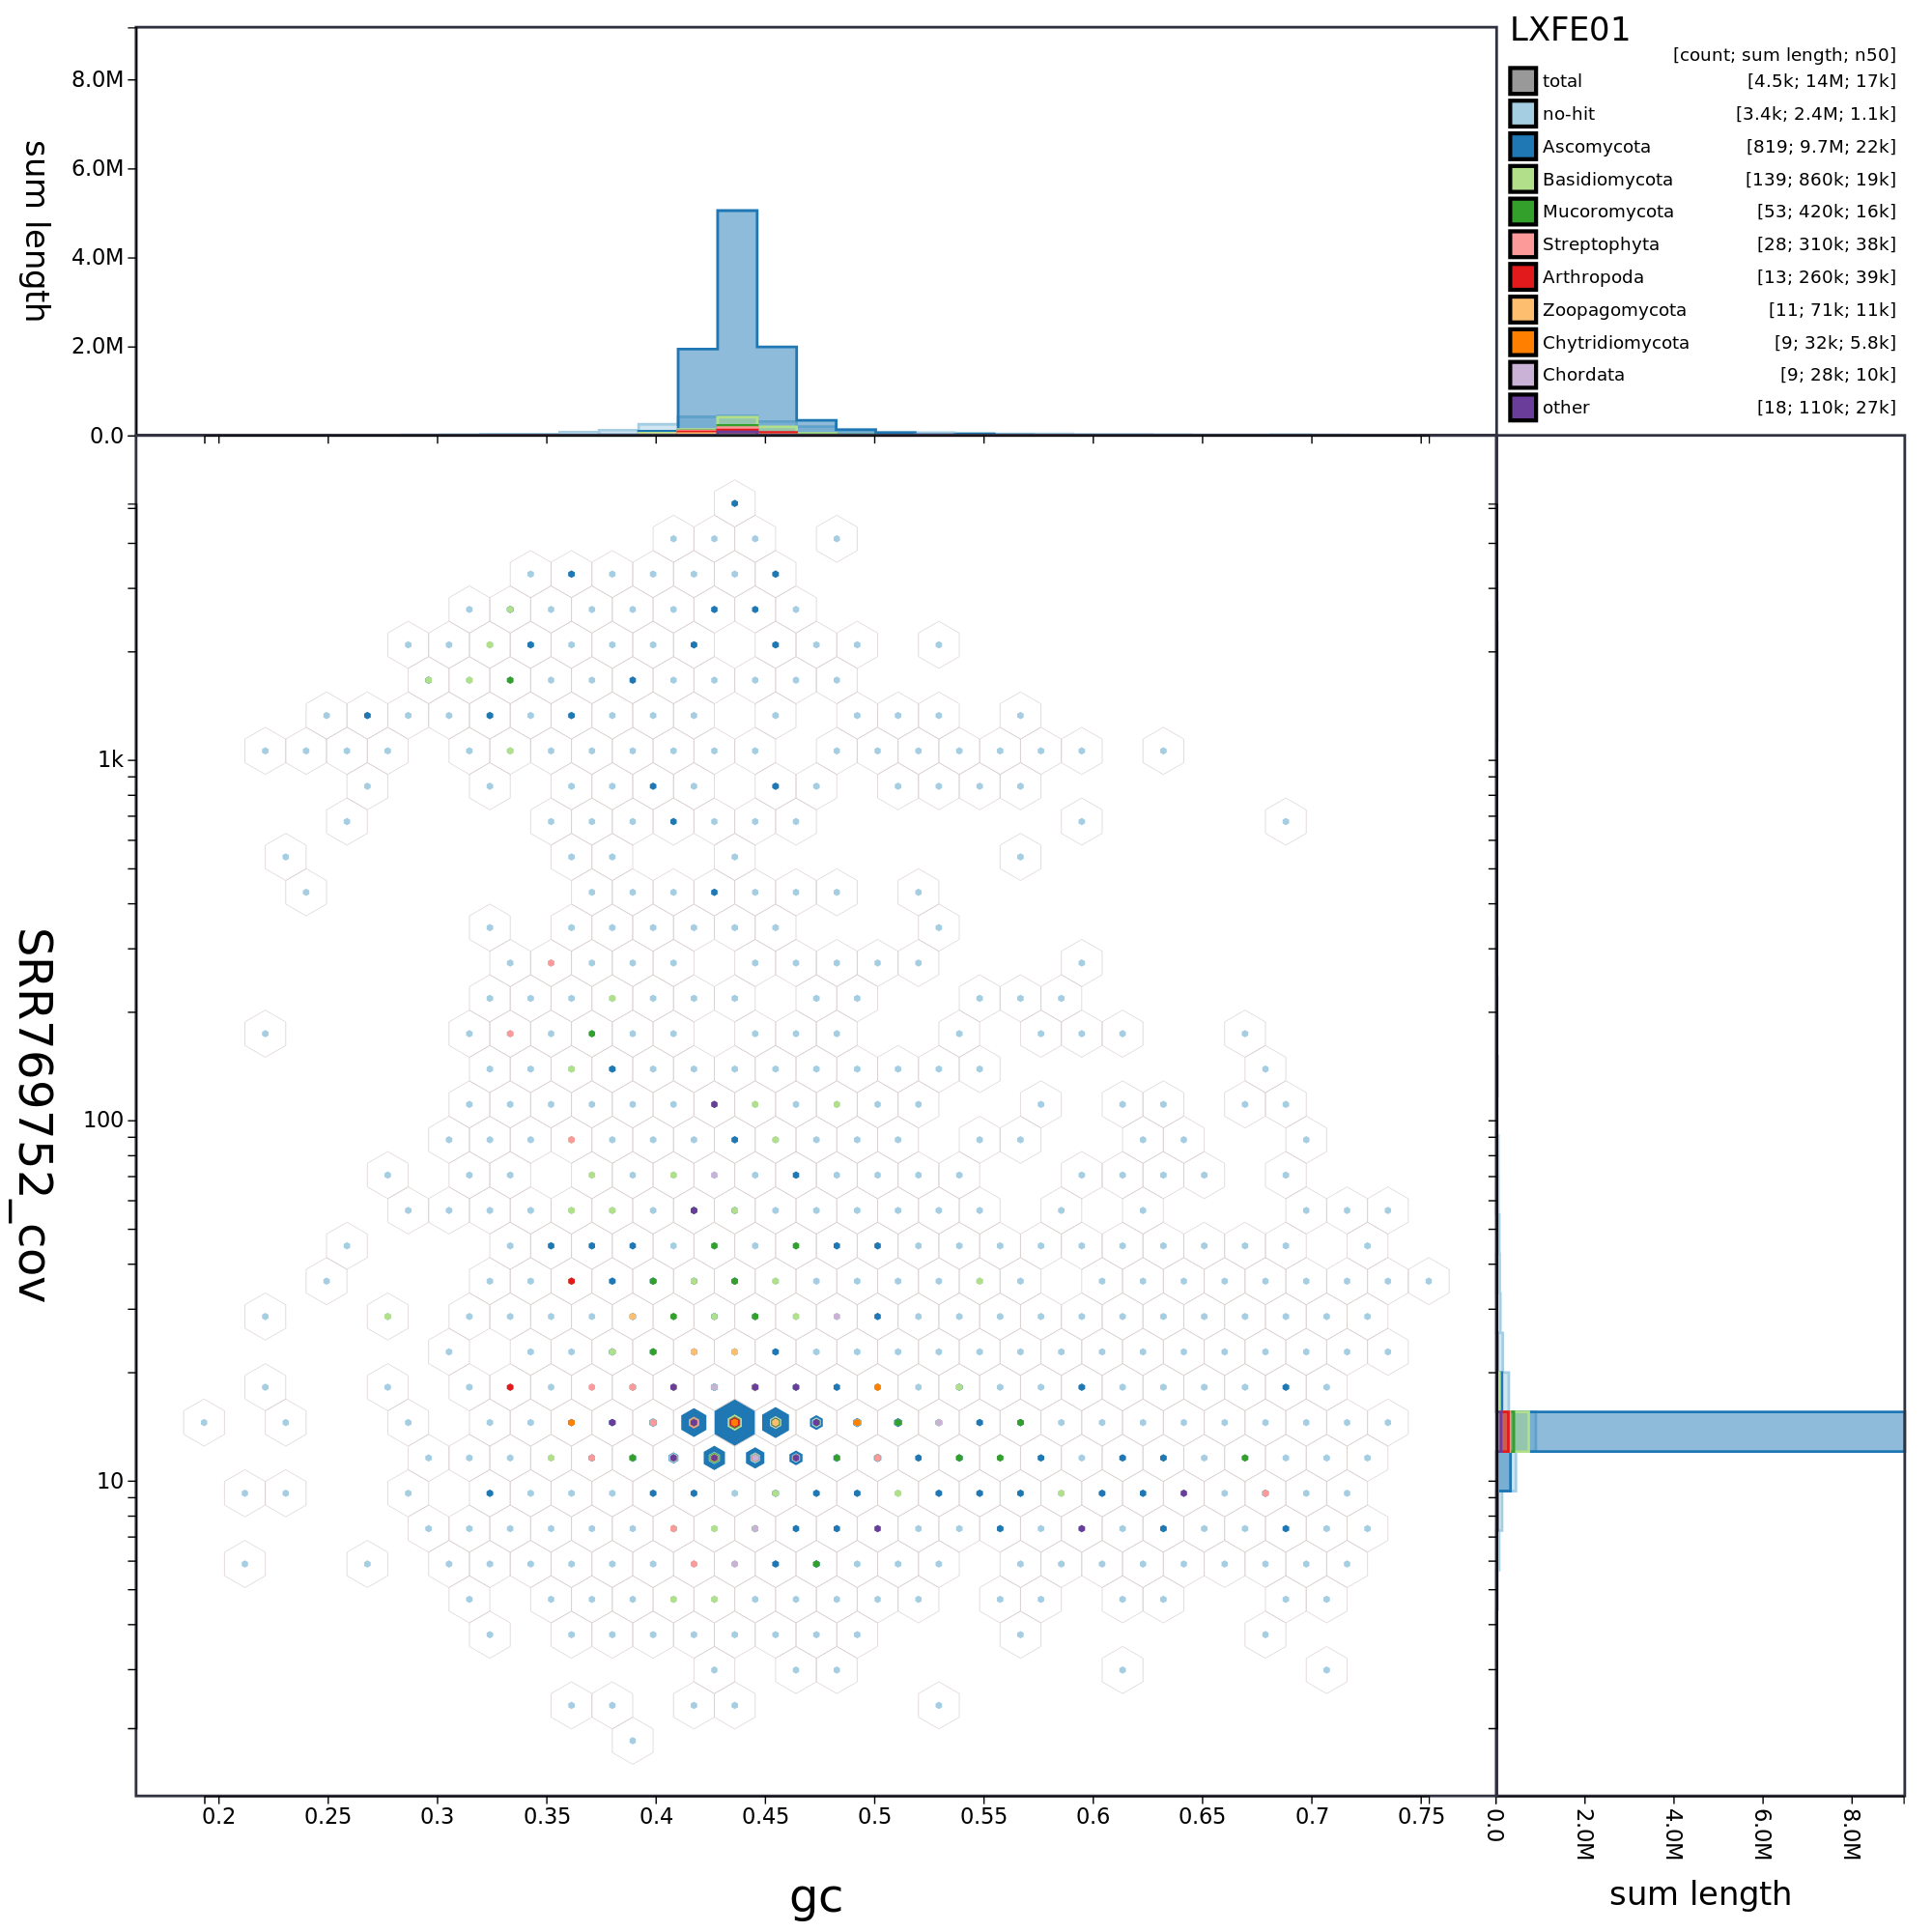 LXFE01
[count; sum length; n50]
total [4.5k; 14M; 17k]
no-hit [3.4k; 2.4M; 1.1k]
Ascomycota [819; 9.7M; 22k]
Basidiomycota [139; 860k; 19k]
Mucoromycota [53; 420k; 16k]
Streptophyta [28; 310k; 38k]
Arthropoda [13; 260k; 39k]
Zoopagomycota [11; 71k; 11k]
Chytridiomycota [9; 32k; 5.8k]
Chordata [9; 28k; 10k]
other [18; 110k; 27k]
sum length
8.0M
6.0M
4.0M
2.0M
0.0
SRR769752_cov
1k
100
10
0.2 0.25 0.3 0.35 0.4 0.45 0.5 0.55 0.6 0.65 0.7 0.75
gc
0.0 2.0M 4.0M 6.0M 8.0M
sum length